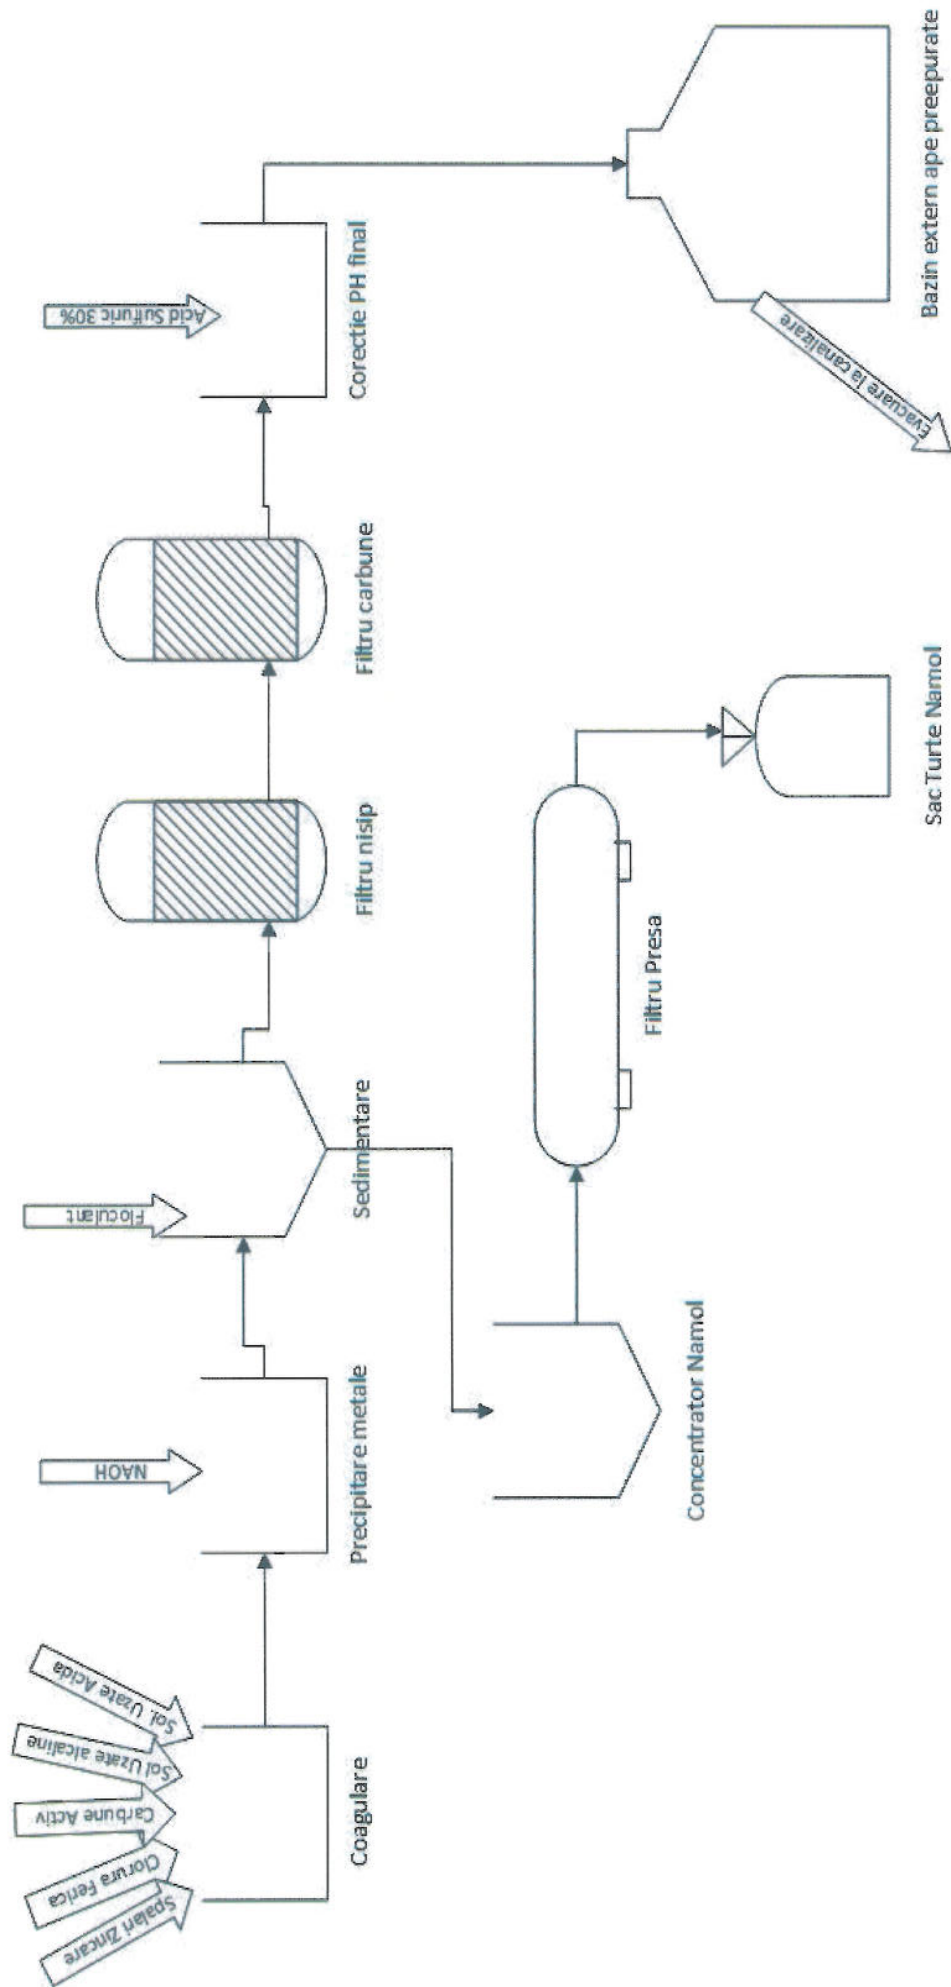 Spalari Zincare
Clorura Ferica
Carbune Activ
Sol Uzate alcaline
Sol. Uzate Acida
Coagulare
NAOH
Precipitare metale
Floculant
Sedimentare
Filtru nisip
Filtru carbune
Acid Sulfuric 30%
Corectie PH final
Concentrator Namol
Filtru Presa
Sac Turte Namol
Evacuare la canalizare
Bazin extern ape preepurate